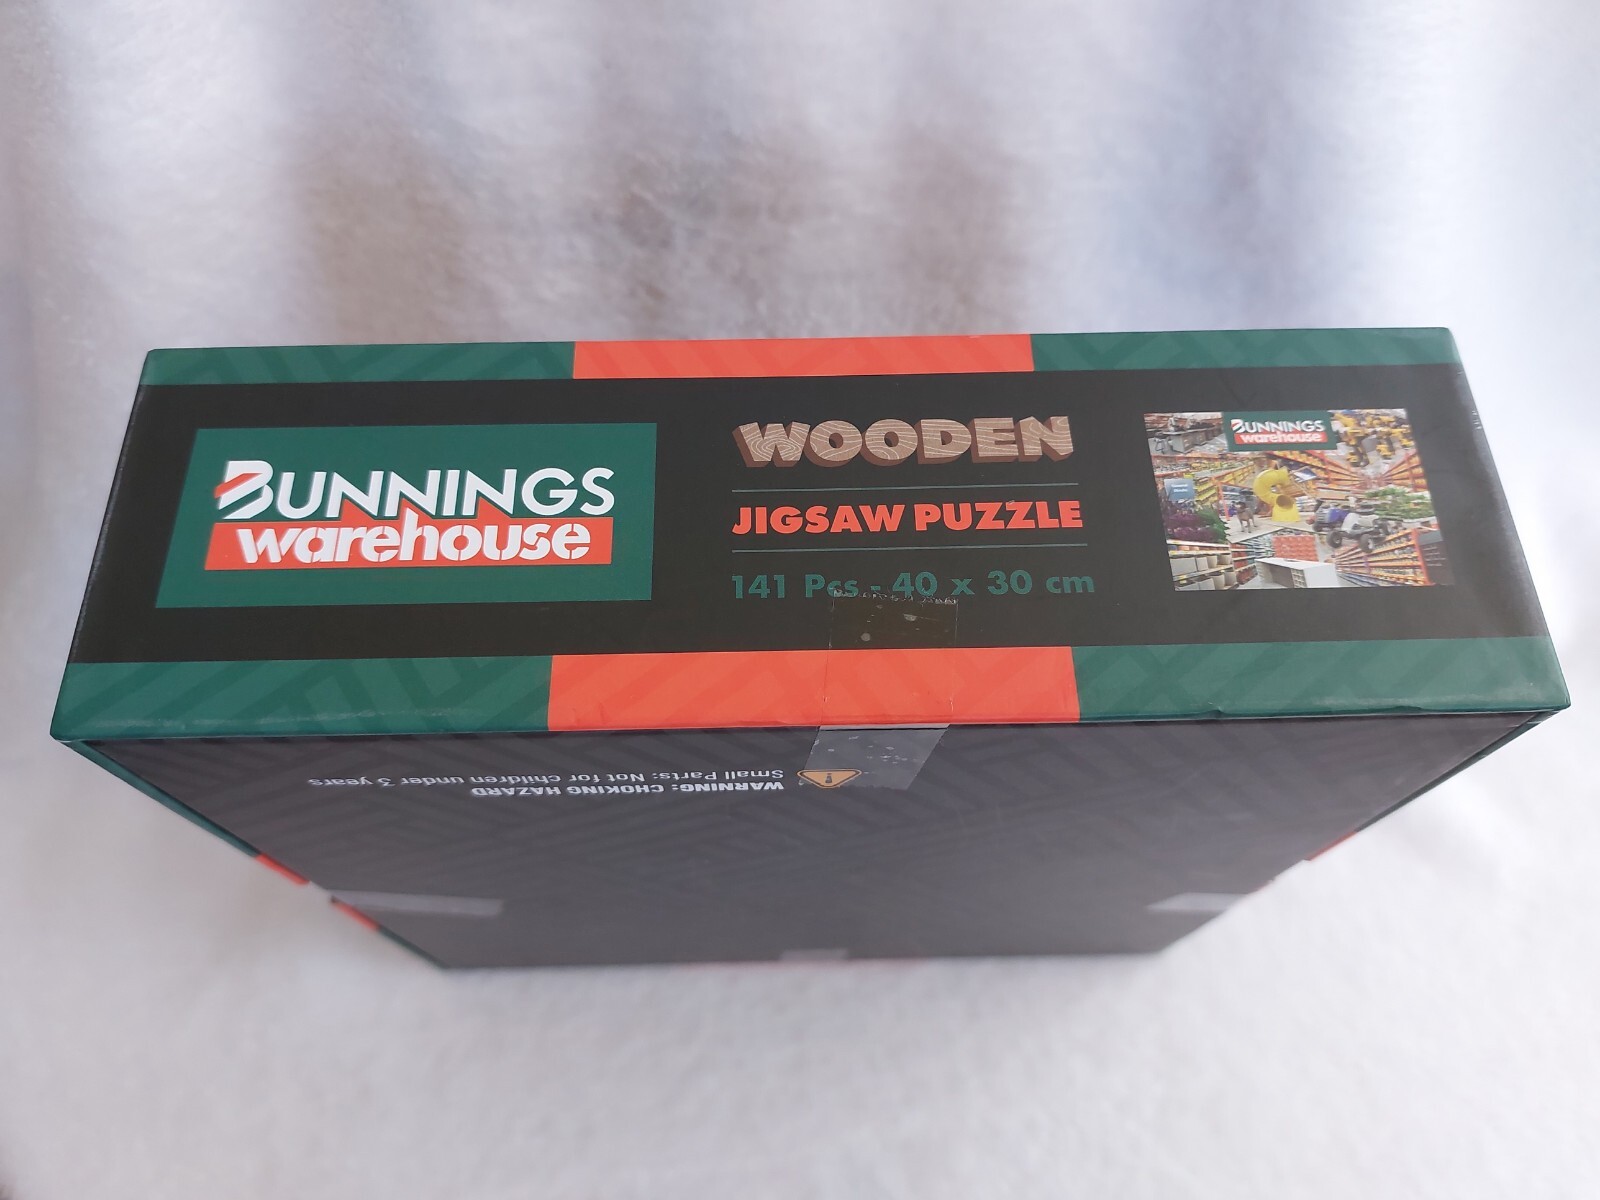 BUNNINGS
warehouse
WOODEN
JIGSAW PUZZLE
141 Pcs - 40 x 30 cm
BUNNINGS
warehouse
WARNING: CHOKING HAZARD
Small Parts: Not for children under 3 years